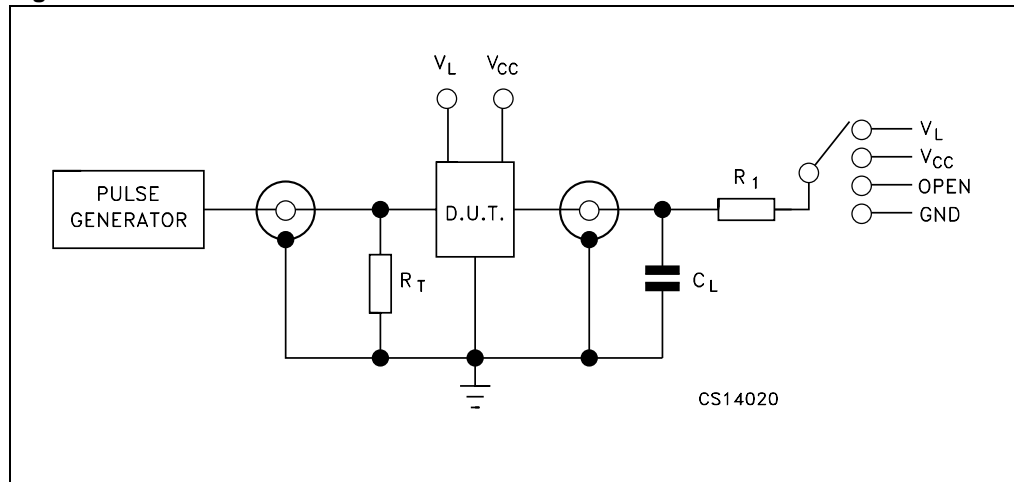 V_L V_CC
PULSE
GENERATOR
D.U.T.
R_T
C_L
R_1
V_L
V_CC
OPEN
GND
CS14020